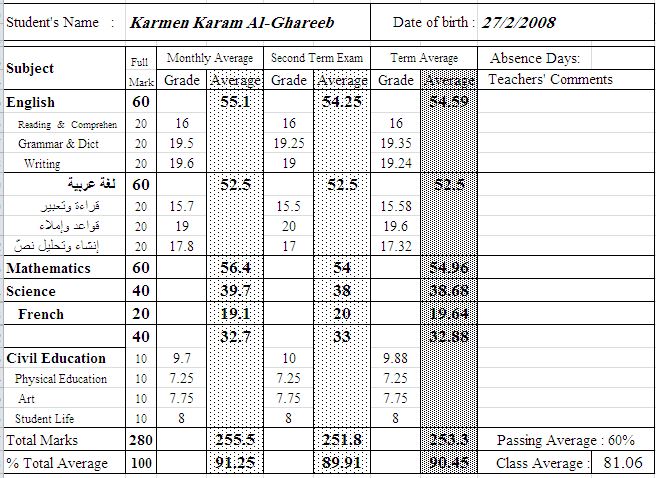 Student's Name : Karmen Karam Al-Ghareeb Date of birth : 27/2/2008
Subject Full Mark Monthly Average Second Term Exam Term Average Absence Days:
Grade Average Grade Average Grade Average Teachers' Comments
English 60 55.1 54.25 54.59
Reading & Comprehen 20 16 16 16
Grammar & Dict 20 19.5 19.25 19.35
Writing 20 19.6 19 19.24
لغة عربية 60 52.5 52.5 52.5
قراءة وتعبير 20 15.7 15.5 15.58
قواعد وإملاء 20 19 20 19.6
إنشاء وتحليل نصّ 20 17.8 17 17.32
Mathematics 60 56.4 54 54.96
Science 40 39.7 38 38.68
French 20 19.1 20 19.64
40 32.7 33 32.88
Civil Education 10 9.7 10 9.88
Physical Education 10 7.25 7.25 7.25
Art 10 7.75 7.75 7.75
Student Life 10 8 8 8
Total Marks 280 255.5 251.8 253.3 Passing Average : 60%
% Total Average 100 91.25 89.91 90.45 Class Average : 81.06